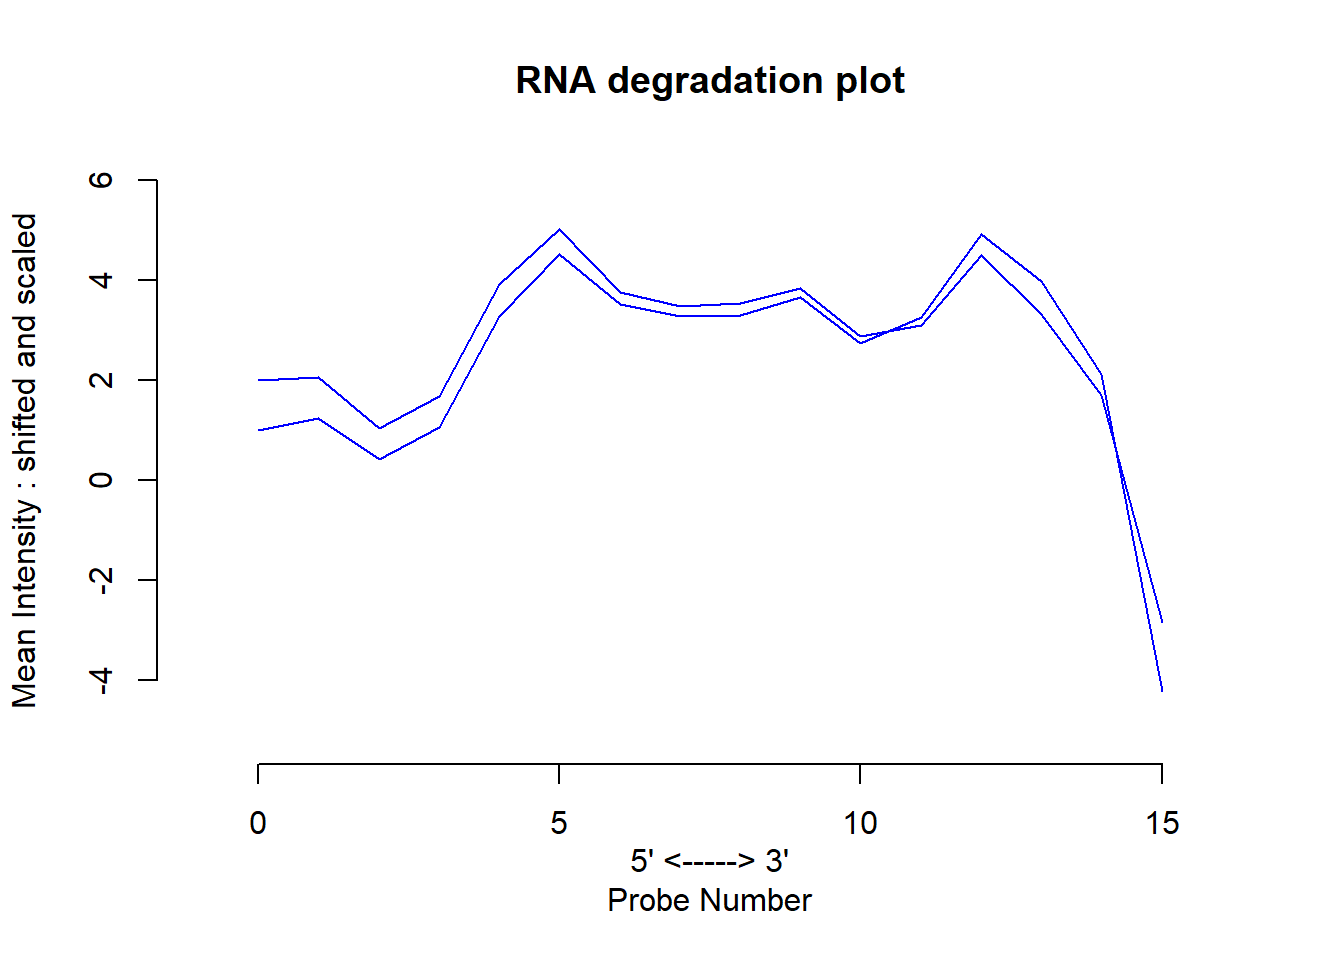 RNA degradation plot
Mean Intensity : shifted and scaled
6
4
2
0
-2
-4
0 5 10 15
5' <-----> 3'
Probe Number